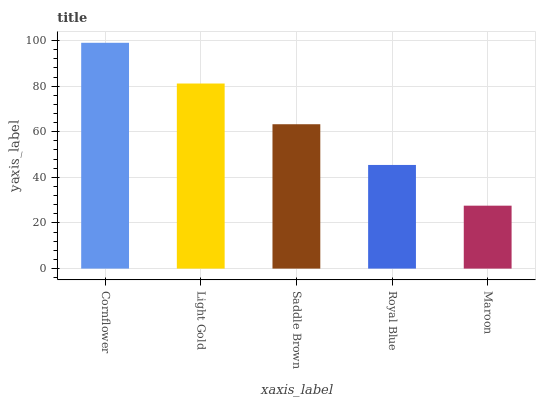 title
yaxis_label
100
80
60
40
20
0
Cornflower
Light Gold
Saddle Brown
Royal Blue
Maroon
xaxis_label